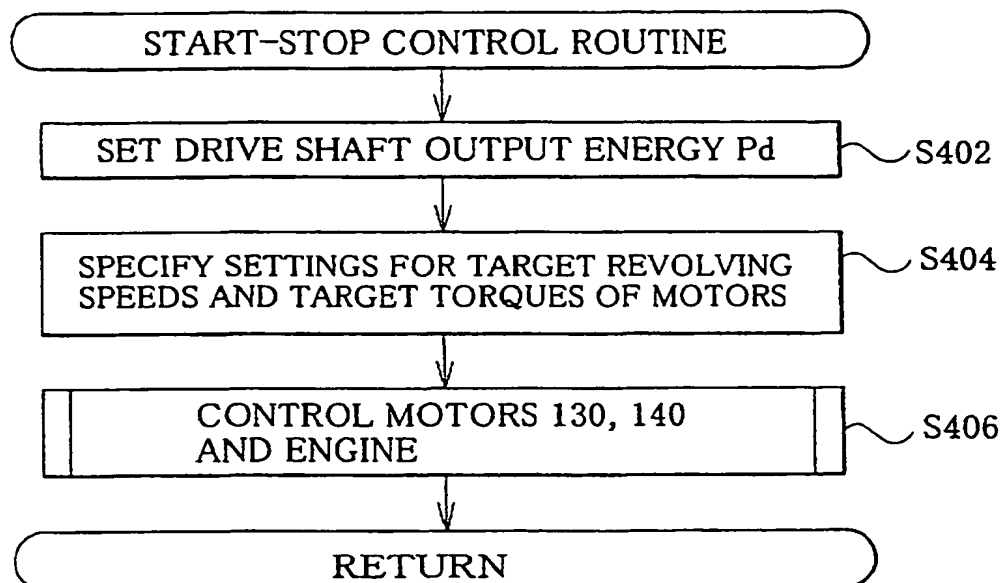 START-STOP CONTROL ROUTINE
SET DRIVE SHAFT OUTPUT ENERGY Pd
S402
SPECIFY SETTINGS FOR TARGET REVOLVING
SPEEDS AND TARGET TORQUES OF MOTORS
S404
CONTROL MOTORS 130, 140
AND ENGINE
S406
RETURN